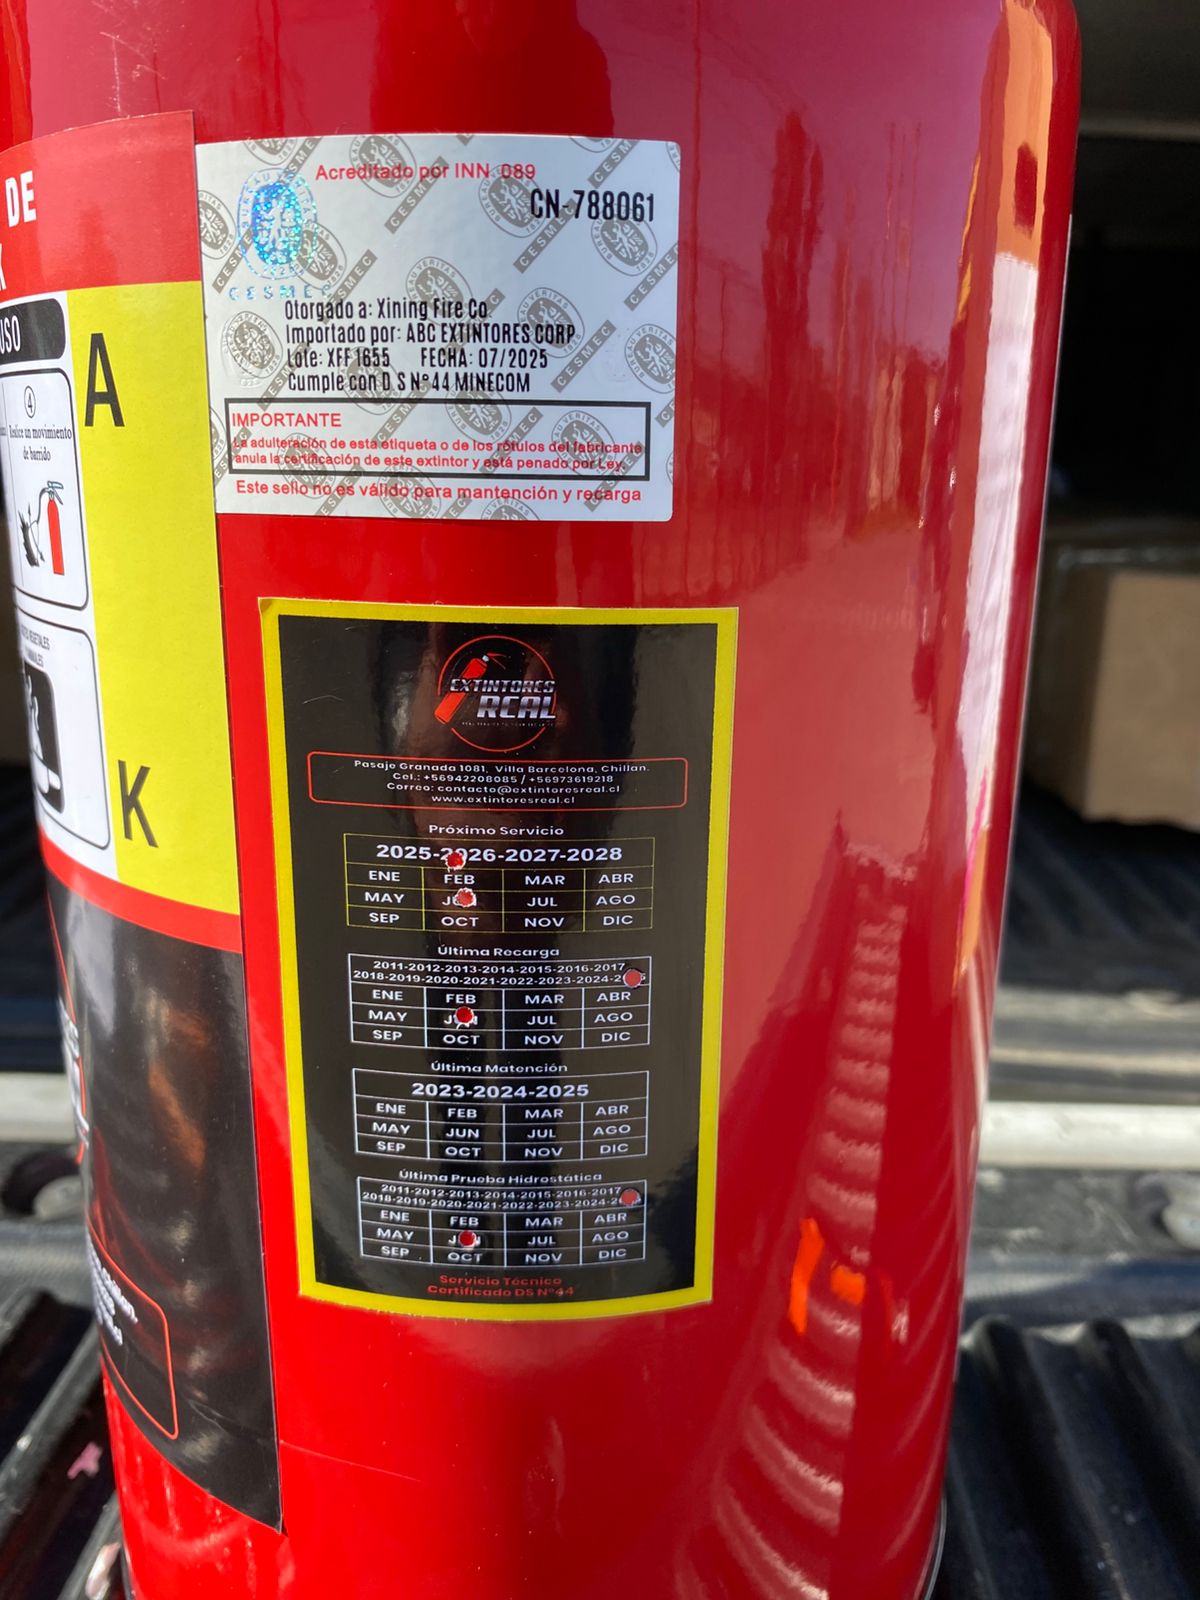 DE
USO
4
Realice un movimiento
de barrido
A
K
Acreditado por INN 089
CN-788061
CESMEC
Otorgado a: Xining Fire Co
Importado por: ABC EXTINTORES CORP
Lote: XFF 1655 FECHA: 07/2025
Cumple con D S Nº 44 MINECOM
IMPORTANTE
La adulteración de esta etiqueta o de los rótulos del fabricante
anula la certificación de este extintor y está penado por Ley.
Este sello no es válido para mantención y recarga
EXTINTORES
REAL
Pasaje Granada 1081, Villa Barcelona, Chillan.
Cel.: +56942208085 / +56973619218
Correo: contacto@extintoresreal.cl
www.extintoresreal.cl
Próximo Servicio
2025-2026-2027-2028
ENE FEB MAR ABR
MAY JUN JUL AGO
SEP OCT NOV DIC
Última Recarga
2011-2012-2013-2014-2015-2016-2017
2018-2019-2020-2021-2022-2023-2024-2
ENE FEB MAR ABR
MAY JUN JUL AGO
SEP OCT NOV DIC
Última Matención
2023-2024-2025
ENE FEB MAR ABR
MAY JUN JUL AGO
SEP OCT NOV DIC
Última Prueba Hidrostática
2011-2012-2013-2014-2015-2016-2017
2018-2019-2020-2021-2022-2023-2024-2
ENE FEB MAR ABR
MAY JUN JUL AGO
SEP OCT NOV DIC
Servicio Técnico
Certificado DS Nº44